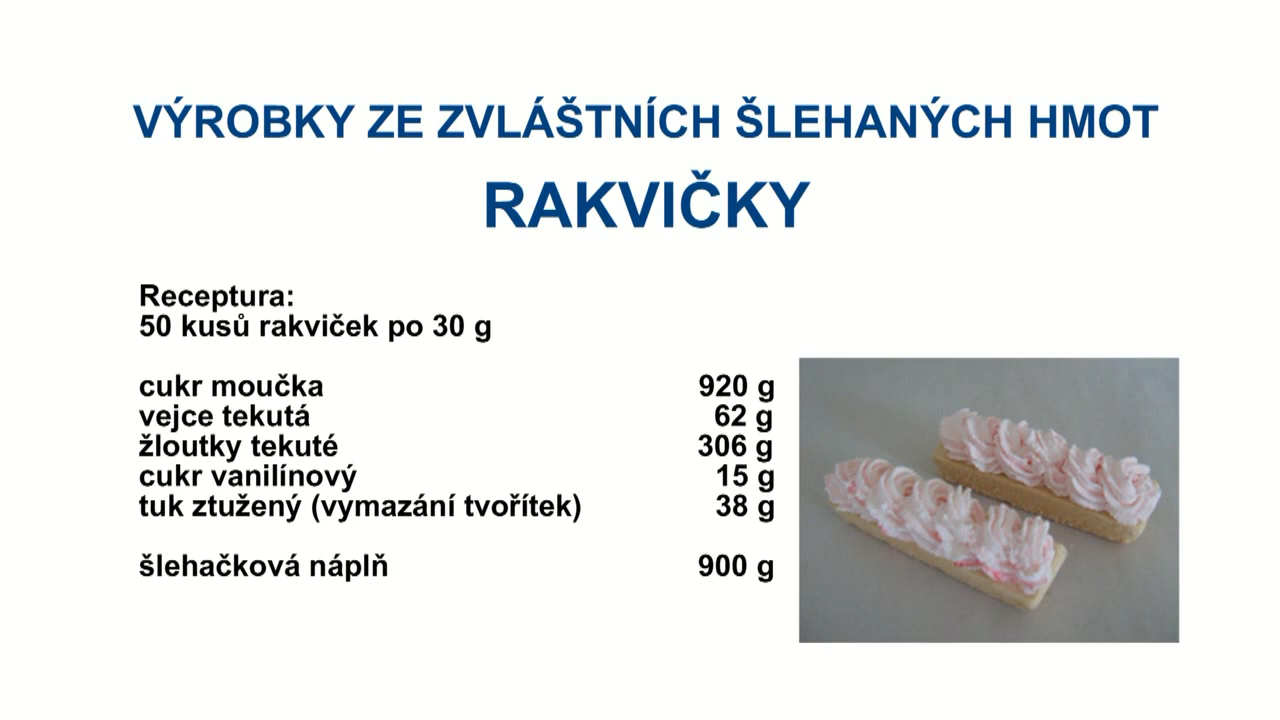 VÝROBKY ZE ZVLÁŠTNÍCH ŠLEHANÝCH HMOT
RAKVIČKY
Receptura:
50 kusů rakviček po 30 g
cukr moučka 920 g
vejce tekutá 62 g
žloutky tekuté 306 g
cukr vanilínový 15 g
tuk ztužený (vymazání tvořítek) 38 g
šlehačková náplň 900 g